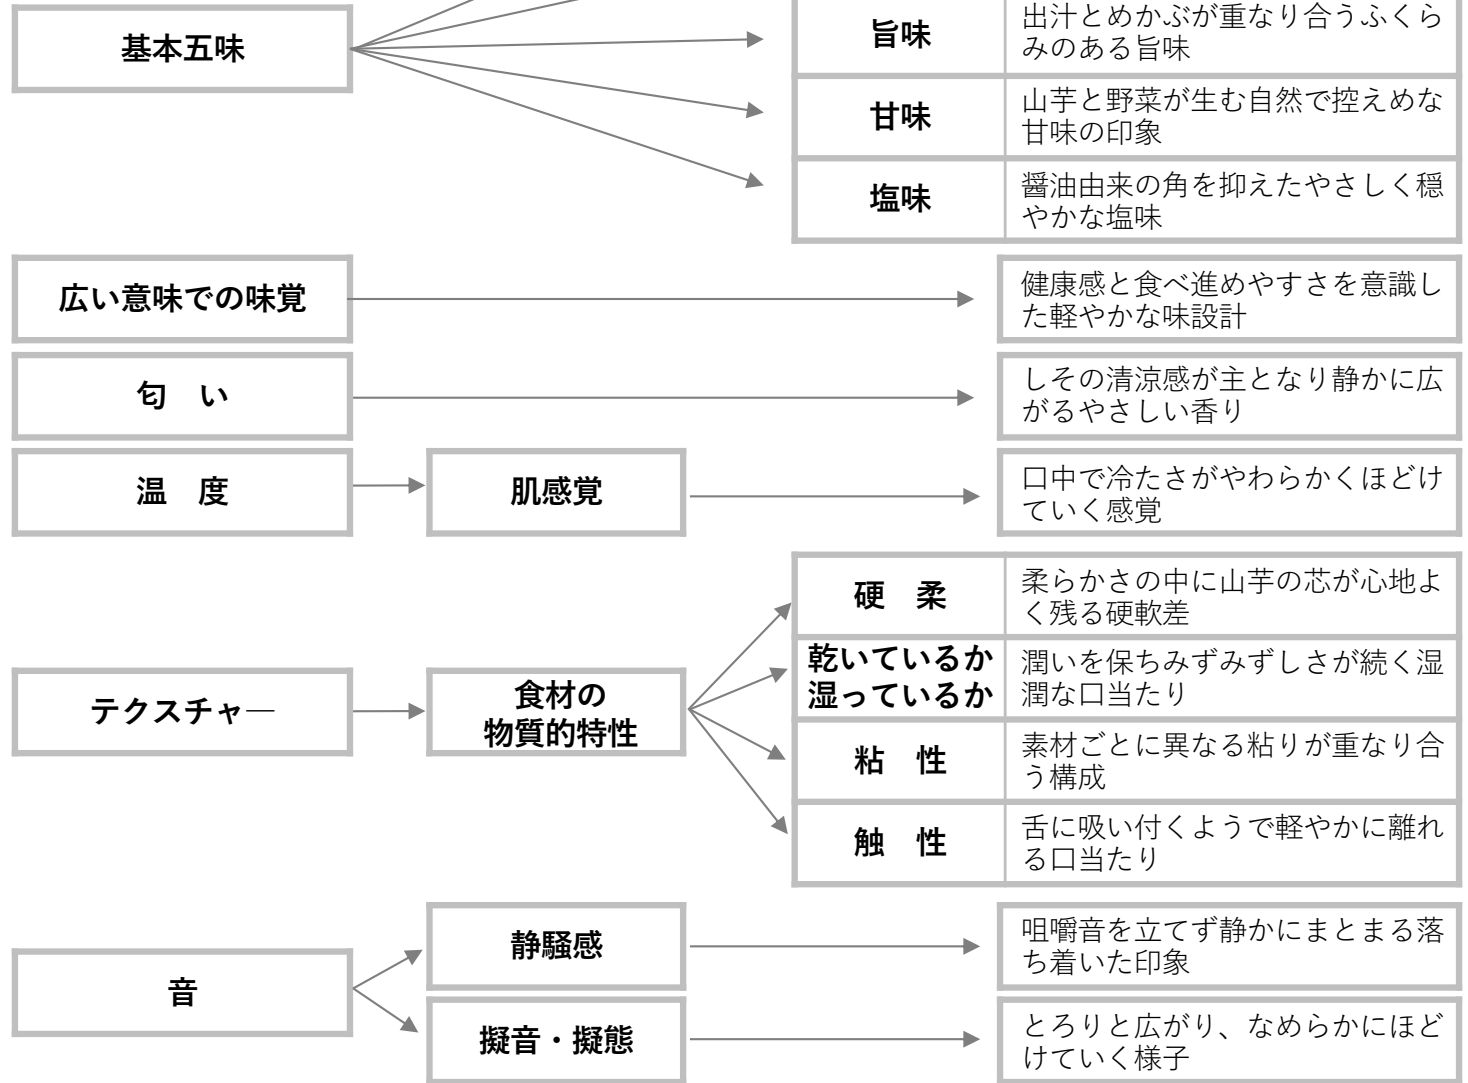 基本五味
旨味
出汁とめかぶが重なり合うふくら
みのある旨味
甘味
山芋と野菜が生む自然で控えめな
甘味の印象
塩味
醤油由来の角を抑えたやさしく穏
やかな塩味
広い意味での味覚
健康感と食べ進めやすさを意識し
た軽やかな味設計
匂　い
しその清涼感が主となり静かに広
がるやさしい香り
温　度
肌感覚
口中で冷たさがやわらかくほどけ
ていく感覚
テクスチャ―
食材の
物質的特性
硬　柔
柔らかさの中に山芋の芯が心地よ
く残る硬軟差
乾いているか
湿っているか
潤いを保ちみずみずしさが続く湿
潤な口当たり
粘　性
素材ごとに異なる粘りが重なり合
う構成
触　性
舌に吸い付くようで軽やかに離れ
る口当たり
音
静騒感
咀嚼音を立てず静かにまとまる落
ち着いた印象
擬音・擬態
とろりと広がり、なめらかにほど
けていく様子